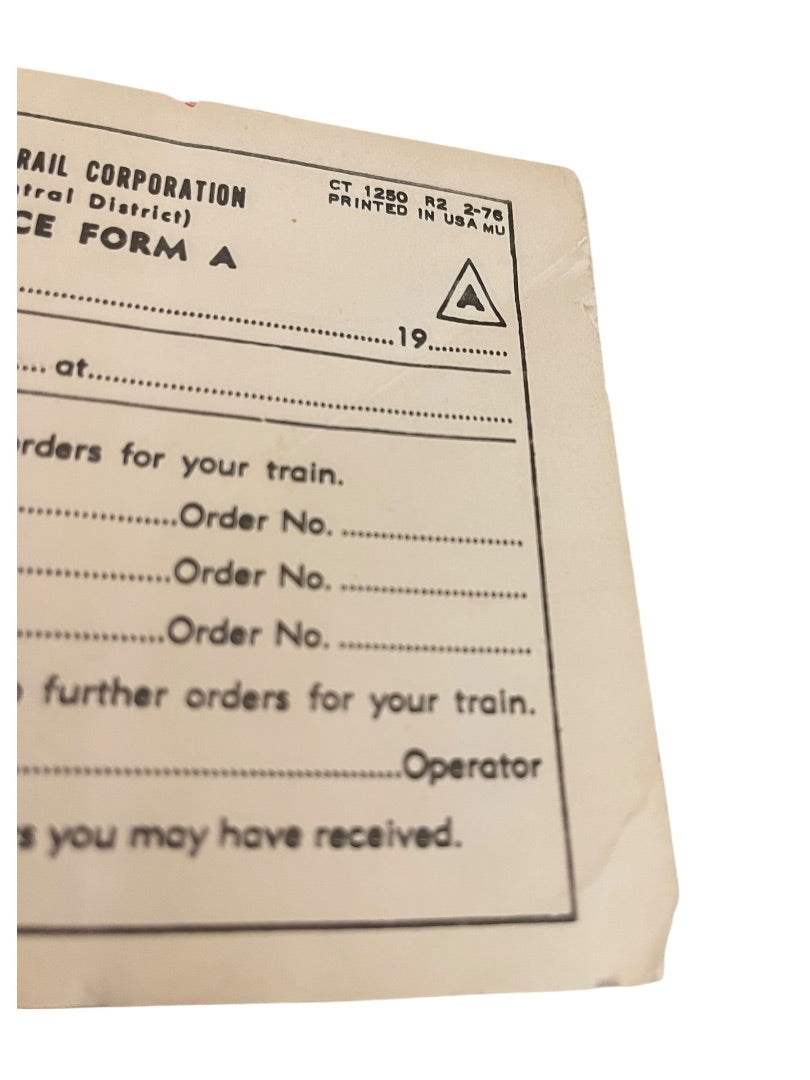 RAIL CORPORATION
CT 1250 R2 2-76
tral District)
PRINTED IN USA MU
CE FORM A
A
....19....
.... at....
rders for your train.
....Order No. ....
....Order No. ....
....Order No. ....
further orders for your train.
....Operator
s you may have received.